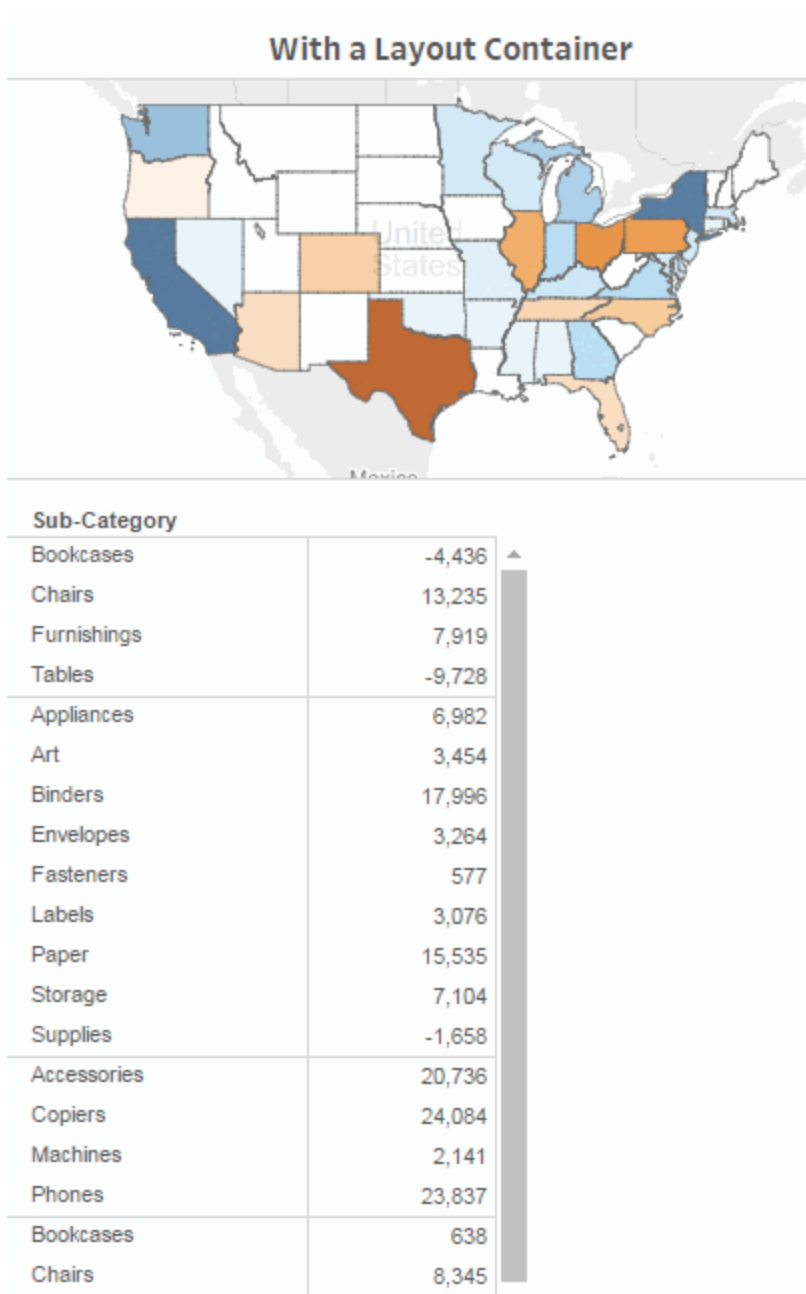 With a Layout Container
United
States
Mexico
Sub-Category
Bookcases -4,436
Chairs 13,235
Furnishings 7,919
Tables -9,728
Appliances 6,982
Art 3,454
Binders 17,996
Envelopes 3,264
Fasteners 577
Labels 3,076
Paper 15,535
Storage 7,104
Supplies -1,658
Accessories 20,736
Copiers 24,084
Machines 2,141
Phones 23,837
Bookcases 638
Chairs 8,345